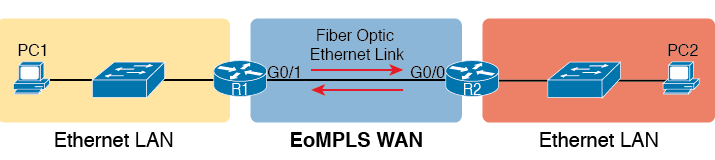 PC1
Fiber Optic
Ethernet Link
PC2
G0/1
G0/0
R1
R2
Ethernet LAN
EoMPLS WAN
Ethernet LAN